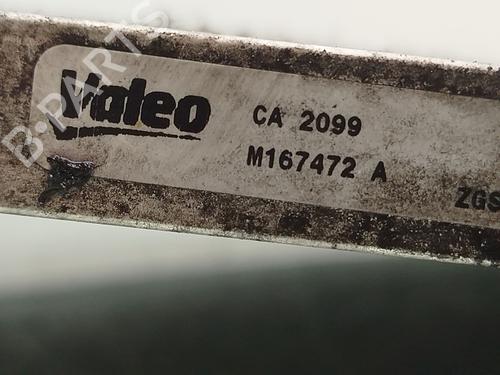 B-PARTS
Valeo
CA 2099
M167472 A
ZGS